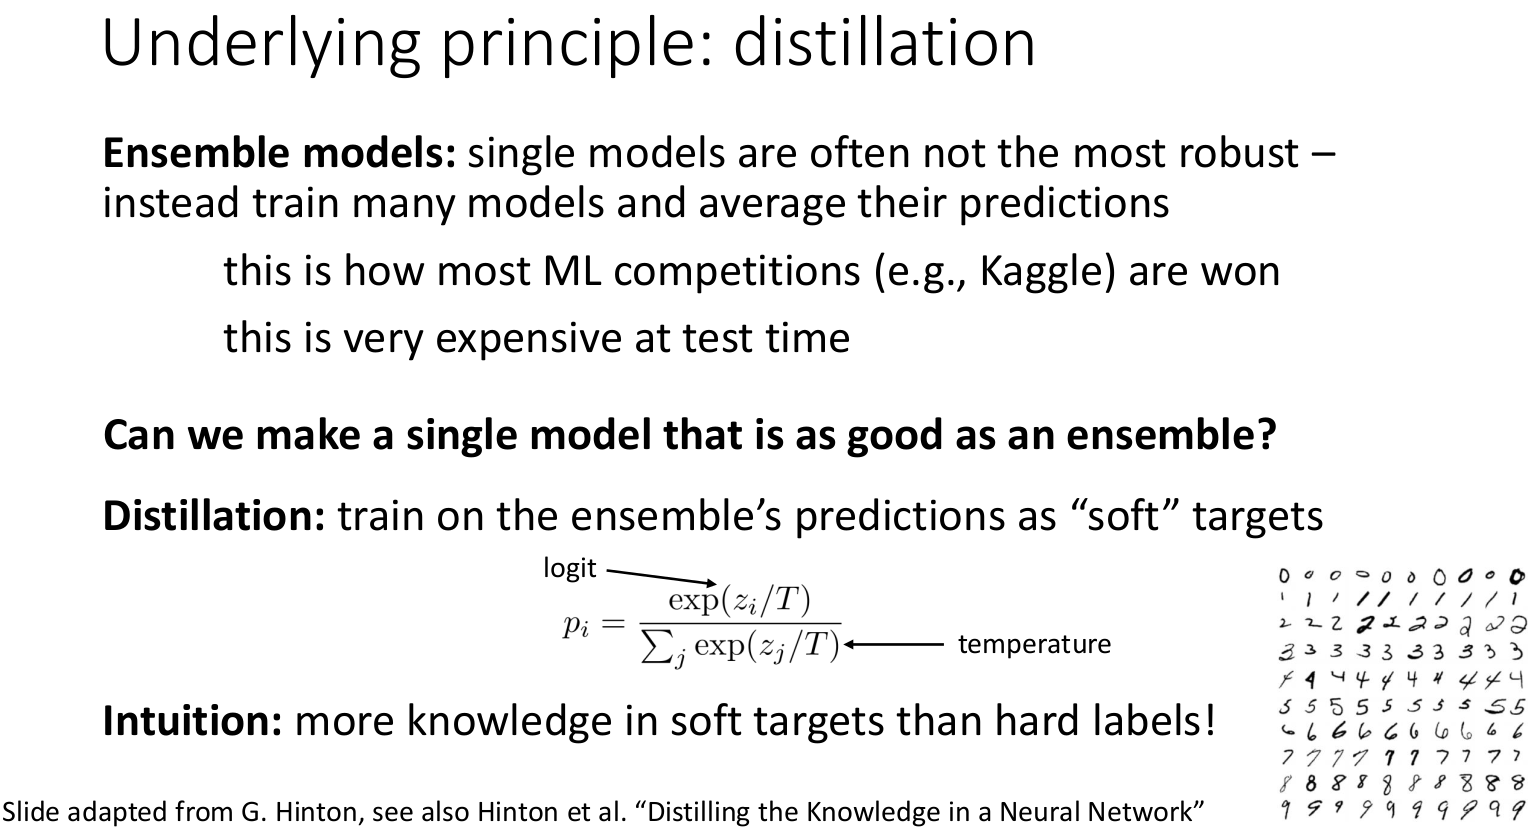 Underlying principle: distillation
Ensemble models: single models are often not the most robust –
instead train many models and average their predictions
this is how most ML competitions (e.g., Kaggle) are won
this is very expensive at test time
Can we make a single model that is as good as an ensemble?
Distillation: train on the ensemble’s predictions as “soft” targets
logit
p_i = exp(z_i/T) / ∑_j exp(z_j/T)
temperature
Intuition: more knowledge in soft targets than hard labels!
0 0 0 0 0 0 0 0 0 0
1 1 1 1 1 1 1 1 1 1
2 2 2 2 2 2 2 2 2 2
3 3 3 3 3 3 3 3 3 3
4 4 4 4 4 4 4 4 4 4
5 5 5 5 5 5 5 5 5 5
6 6 6 6 6 6 6 6 6 6
7 7 7 7 7 7 7 7 7 7
8 8 8 8 8 8 8 8 8 8
9 9 9 9 9 9 9 9 9 9
Slide adapted from G. Hinton, see also Hinton et al. “Distilling the Knowledge in a Neural Network”